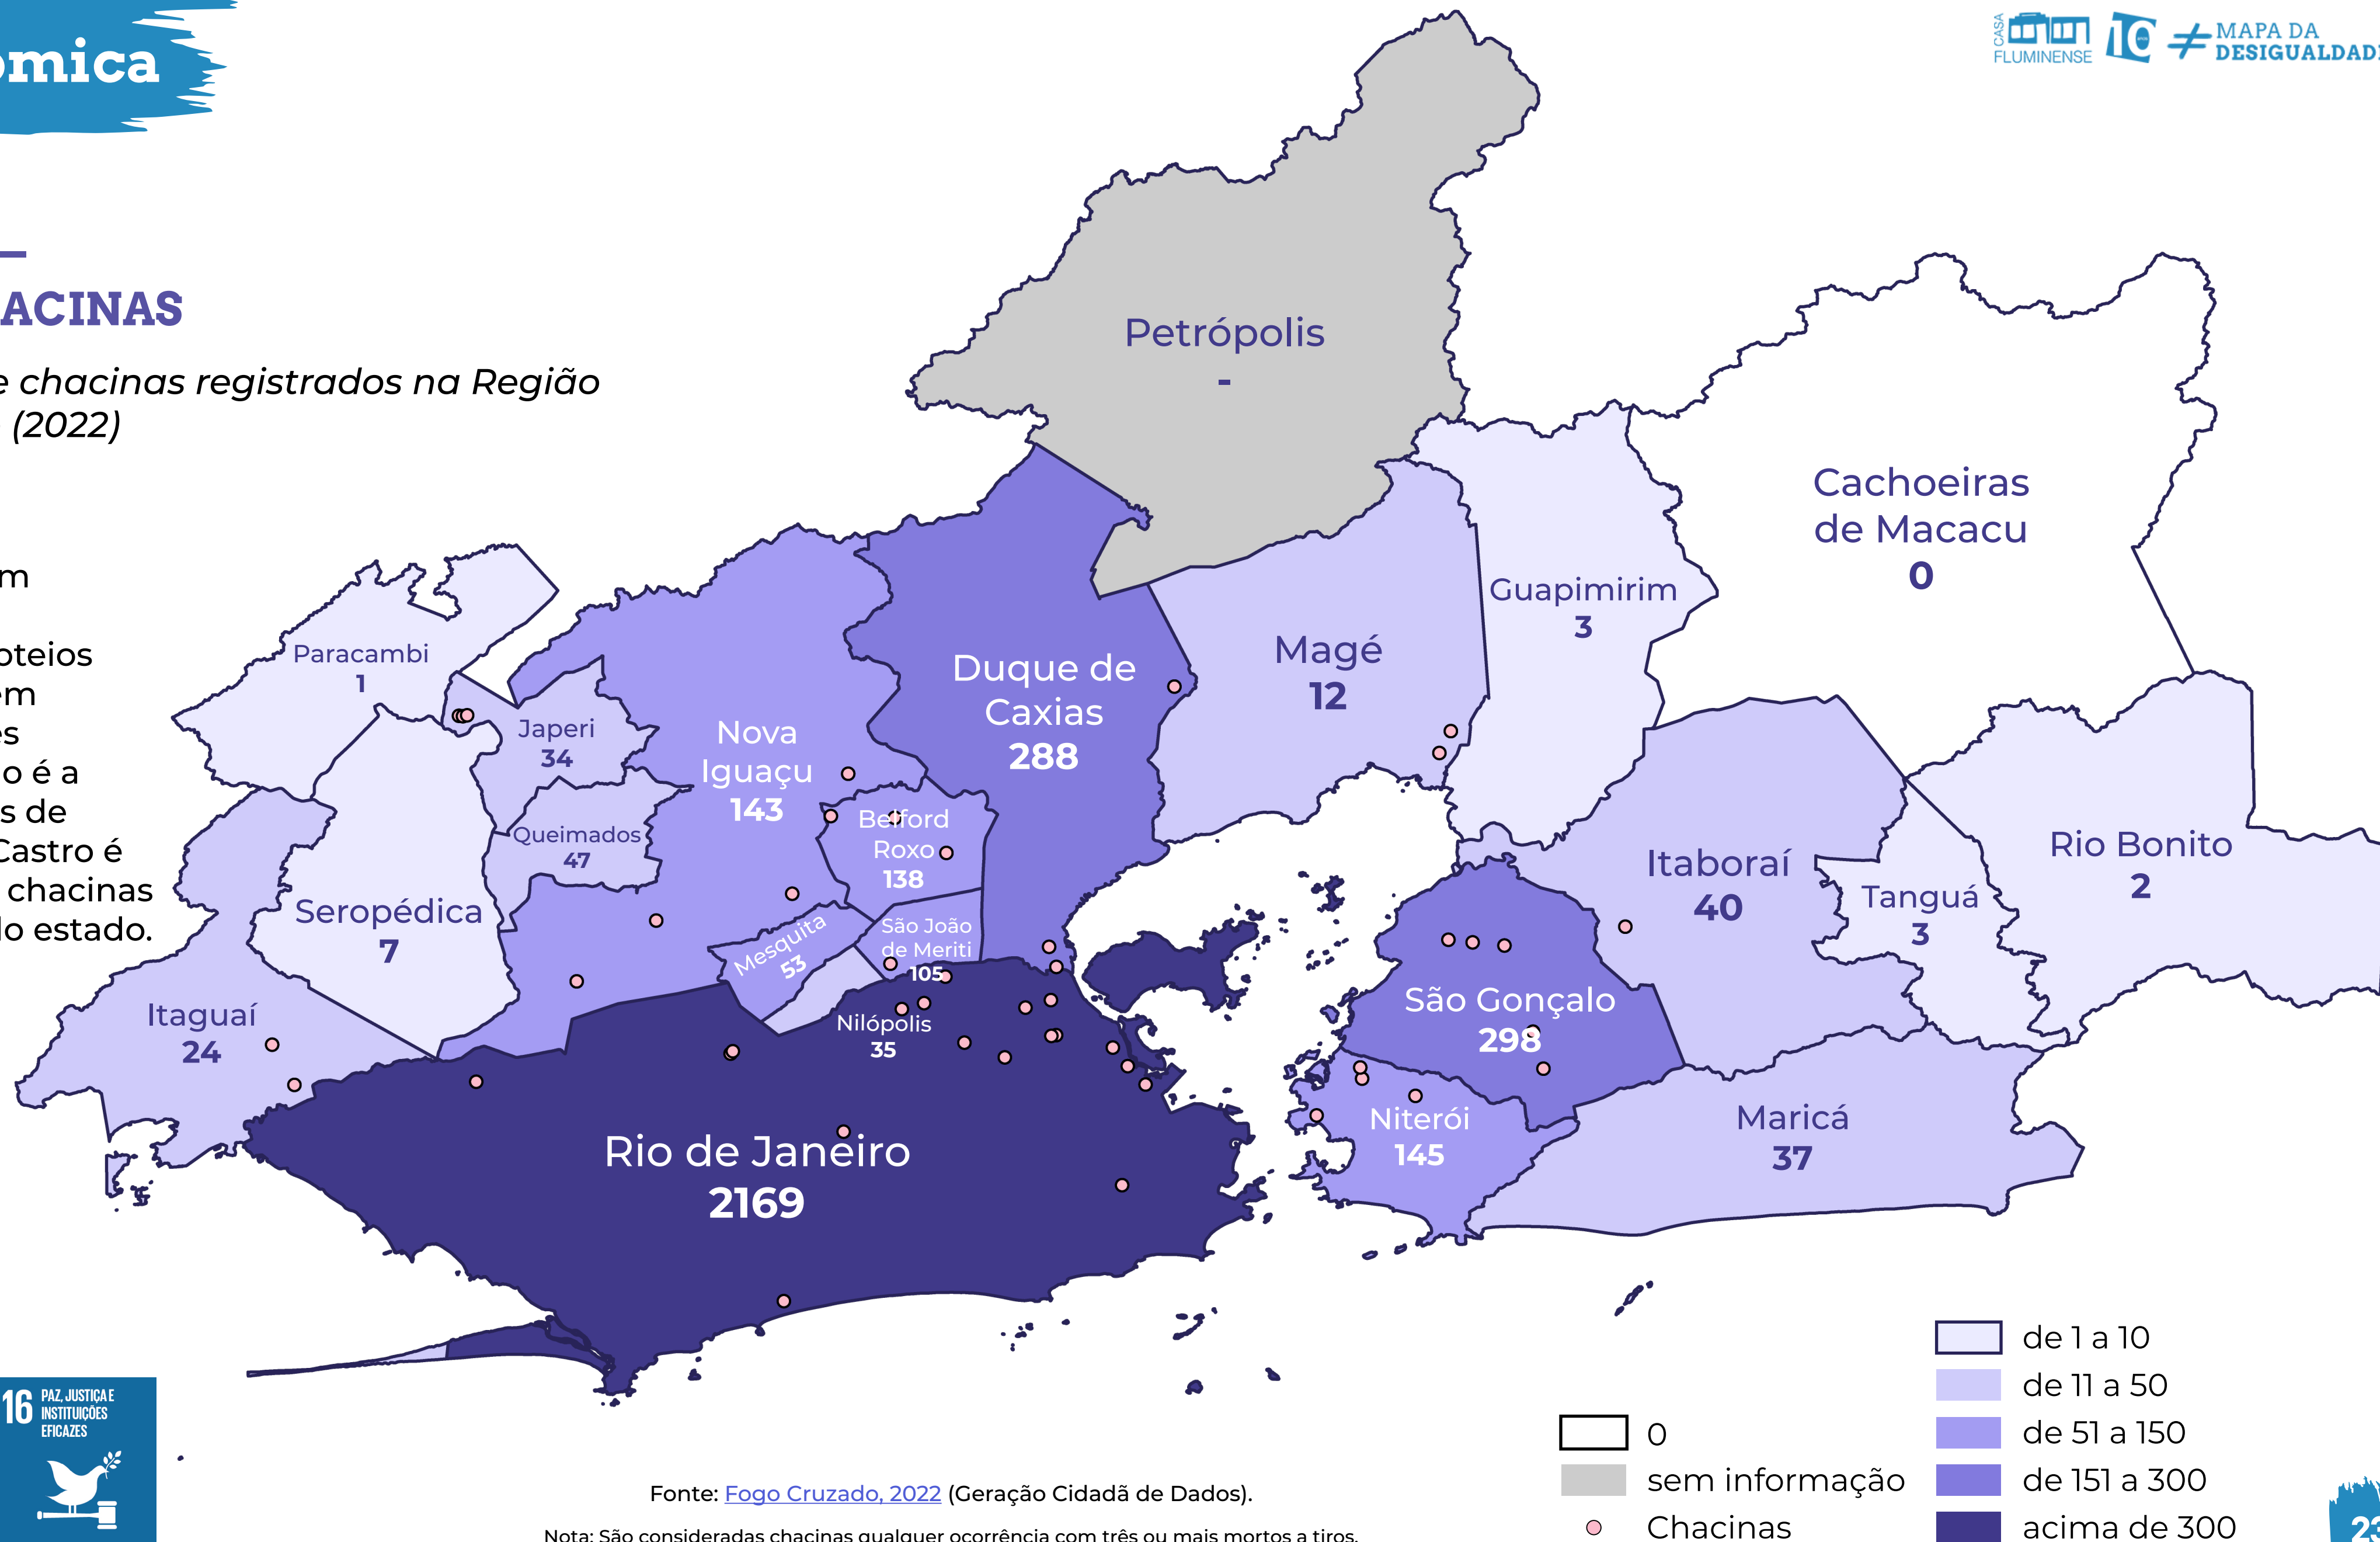 ômica
CASA
FLUMINENSE
10
MAPA DA
DESIGUALDADE
ACINAS
e chacinas registrados na Região
(2022)
m
oteios
em
es
o é a
s de
Castro é
chacinas
do estado.
Petrópolis
-
Cachoeiras
de Macacu
0
Guapimirim
3
Magé
12
Duque de
Caxias
288
Paracambi
1
Japeri
34
Nova
Iguaçu
143
Queimados
47
Belford
Roxo
138
Seropédica
7
Mesquita
53
São João
de Meriti
105
Itaboraí
40
Tanguá
3
Rio Bonito
2
Itaguaí
24
Nilópolis
35
São Gonçalo
298
Rio de Janeiro
2169
Niterói
145
Maricá
37
16 PAZ, JUSTIÇA E
INSTITUIÇÕES
EFICAZES
0
sem informação
Chacinas
de 1 a 10
de 11 a 50
de 51 a 150
de 151 a 300
acima de 300
Fonte: Fogo Cruzado, 2022 (Geração Cidadã de Dados).
Nota: São consideradas chacinas qualquer ocorrência com três ou mais mortos a tiros.
23